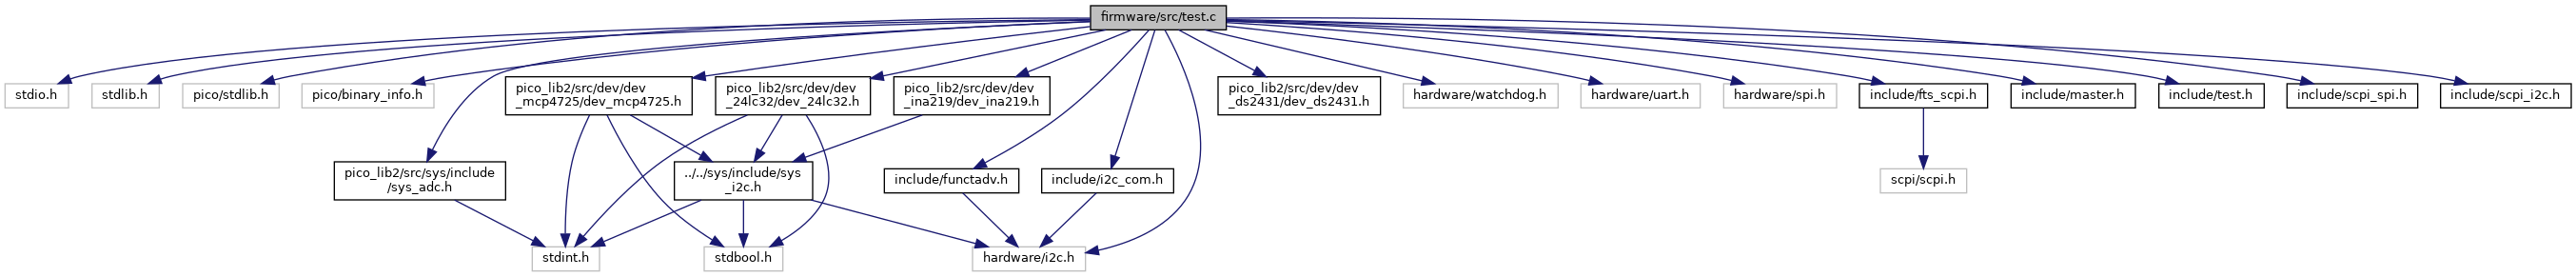 firmware/src/test.c
stdio.h
stdlib.h
pico/stdlib.h
pico/binary_info.h
pico_lib2/src/dev/dev
_mcp4725/dev_mcp4725.h
pico_lib2/src/dev/dev
_24lc32/dev_24lc32.h
pico_lib2/src/dev/dev
_ina219/dev_ina219.h
pico_lib2/src/dev/dev
_ds2431/dev_ds2431.h
hardware/watchdog.h
hardware/uart.h
hardware/spi.h
include/fts_scpi.h
include/master.h
include/test.h
include/scpi_spi.h
include/scpi_i2c.h
pico_lib2/src/sys/include
/sys_adc.h
../../sys/include/sys
_i2c.h
include/functadv.h
include/i2c_com.h
scpi/scpi.h
stdint.h
stdbool.h
hardware/i2c.h